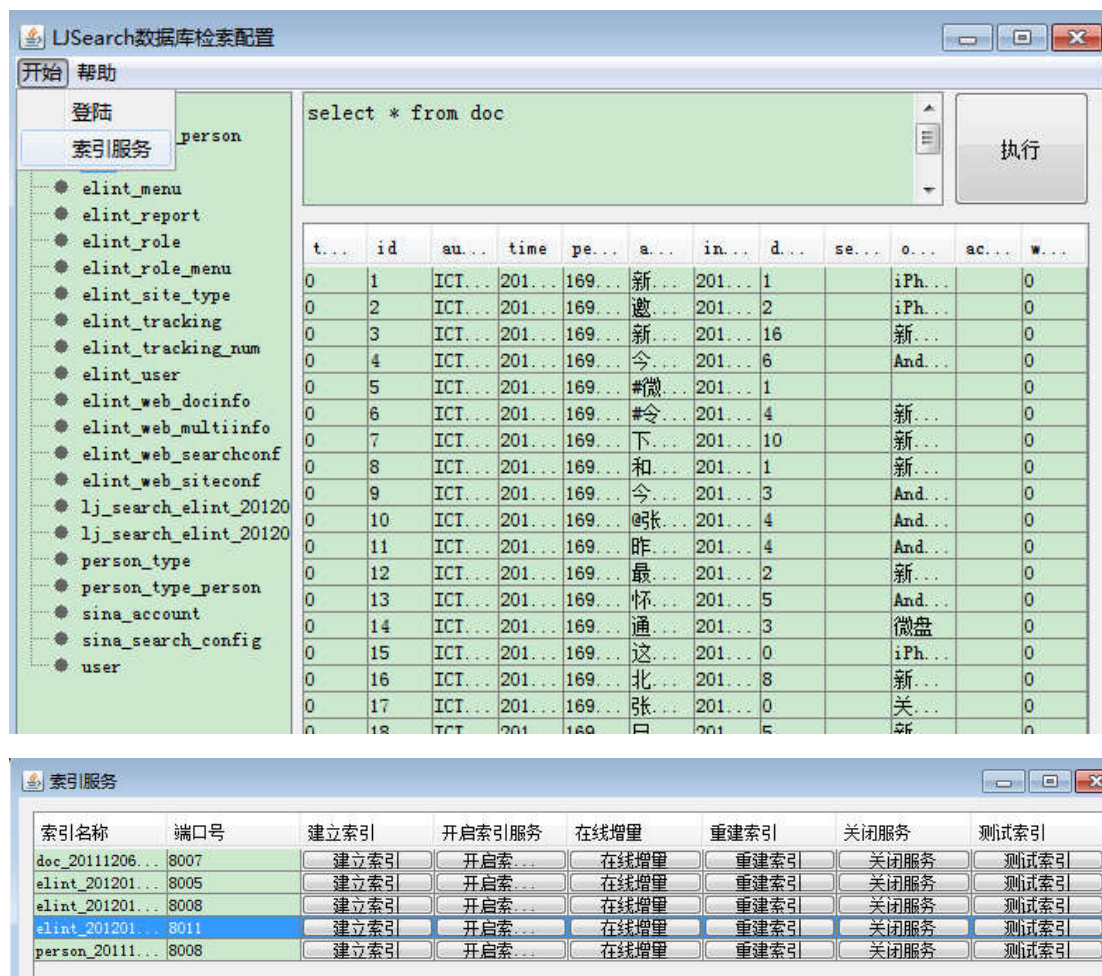 LJSearch数据库检索配置
开始 帮助
登陆
索引服务
_person
elint_menu
elint_report
elint_role
elint_role_menu
elint_site_type
elint_tracking
elint_tracking_num
elint_user
elint_web_docinfo
elint_web_multiinfo
elint_web_searchconf
elint_web_siteconf
lj_search_elint_20120
lj_search_elint_20120
person_type
person_type_person
sina_account
sina_search_config
user
select * from doc
执行
t... id au... time pe... a... in... d... se... o... ac... w...
0 1 ICT... 201... 169... 新... 201... 1 iPh... 0
0 2 ICT... 201... 169... 邀... 201... 2 iPh... 0
0 3 ICT... 201... 169... 新... 201... 16 新... 0
0 4 ICT... 201... 169... 今... 201... 6 And... 0
0 5 ICT... 201... 169... #微... 201... 1 0
0 6 ICT... 201... 169... #令... 201... 4 新... 0
0 7 ICT... 201... 169... 下... 201... 10 新... 0
0 8 ICT... 201... 169... 和... 201... 1 新... 0
0 9 ICT... 201... 169... 今... 201... 3 And... 0
0 10 ICT... 201... 169... @张... 201... 4 And... 0
0 11 ICT... 201... 169... 昨... 201... 4 And... 0
0 12 ICT... 201... 169... 最... 201... 2 新... 0
0 13 ICT... 201... 169... 怀... 201... 5 And... 0
0 14 ICT... 201... 169... 通... 201... 3 微盘 0
0 15 ICT... 201... 169... 这... 201... 0 iPh... 0
0 16 ICT... 201... 169... 北... 201... 8 新... 0
0 17 ICT... 201... 169... 张... 201... 0 关... 0
0 18 ICT... 201... 169... 201... 5 新... 0
索引服务
索引名称 端口号 建立索引 开启索引服务 在线增量 重建索引 关闭服务 测试索引
doc_20111206... 8007 建立索引 开启索... 在线增量 重建索引 关闭服务 测试索引
elint_201201... 8005 建立索引 开启索... 在线增量 重建索引 关闭服务 测试索引
elint_201201... 8008 建立索引 开启索... 在线增量 重建索引 关闭服务 测试索引
elint_201201... 8011 建立索引 开启索... 在线增量 重建索引 关闭服务 测试索引
person_20111... 8008 建立索引 开启索... 在线增量 重建索引 关闭服务 测试索引